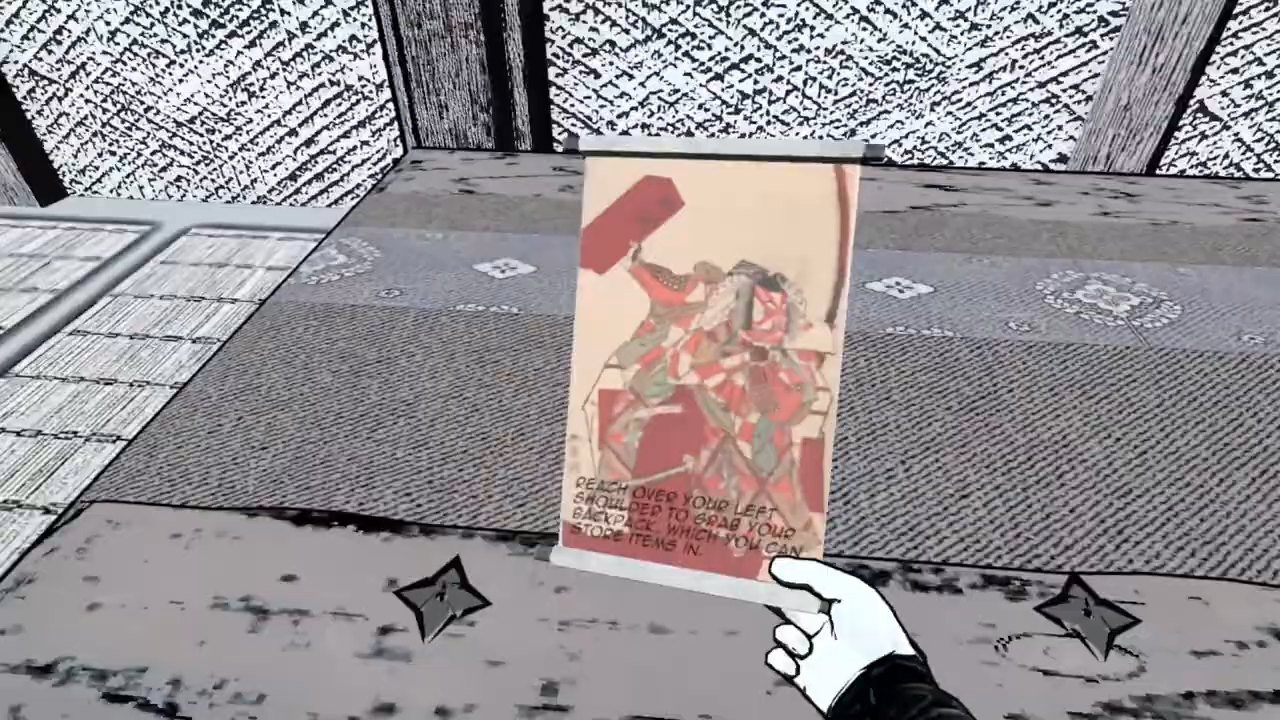 REACH OVER YOUR LEFT
SHOULDER TO GRAB YOUR
BACKPACK, WHICH YOU CAN
STORE ITEMS IN.